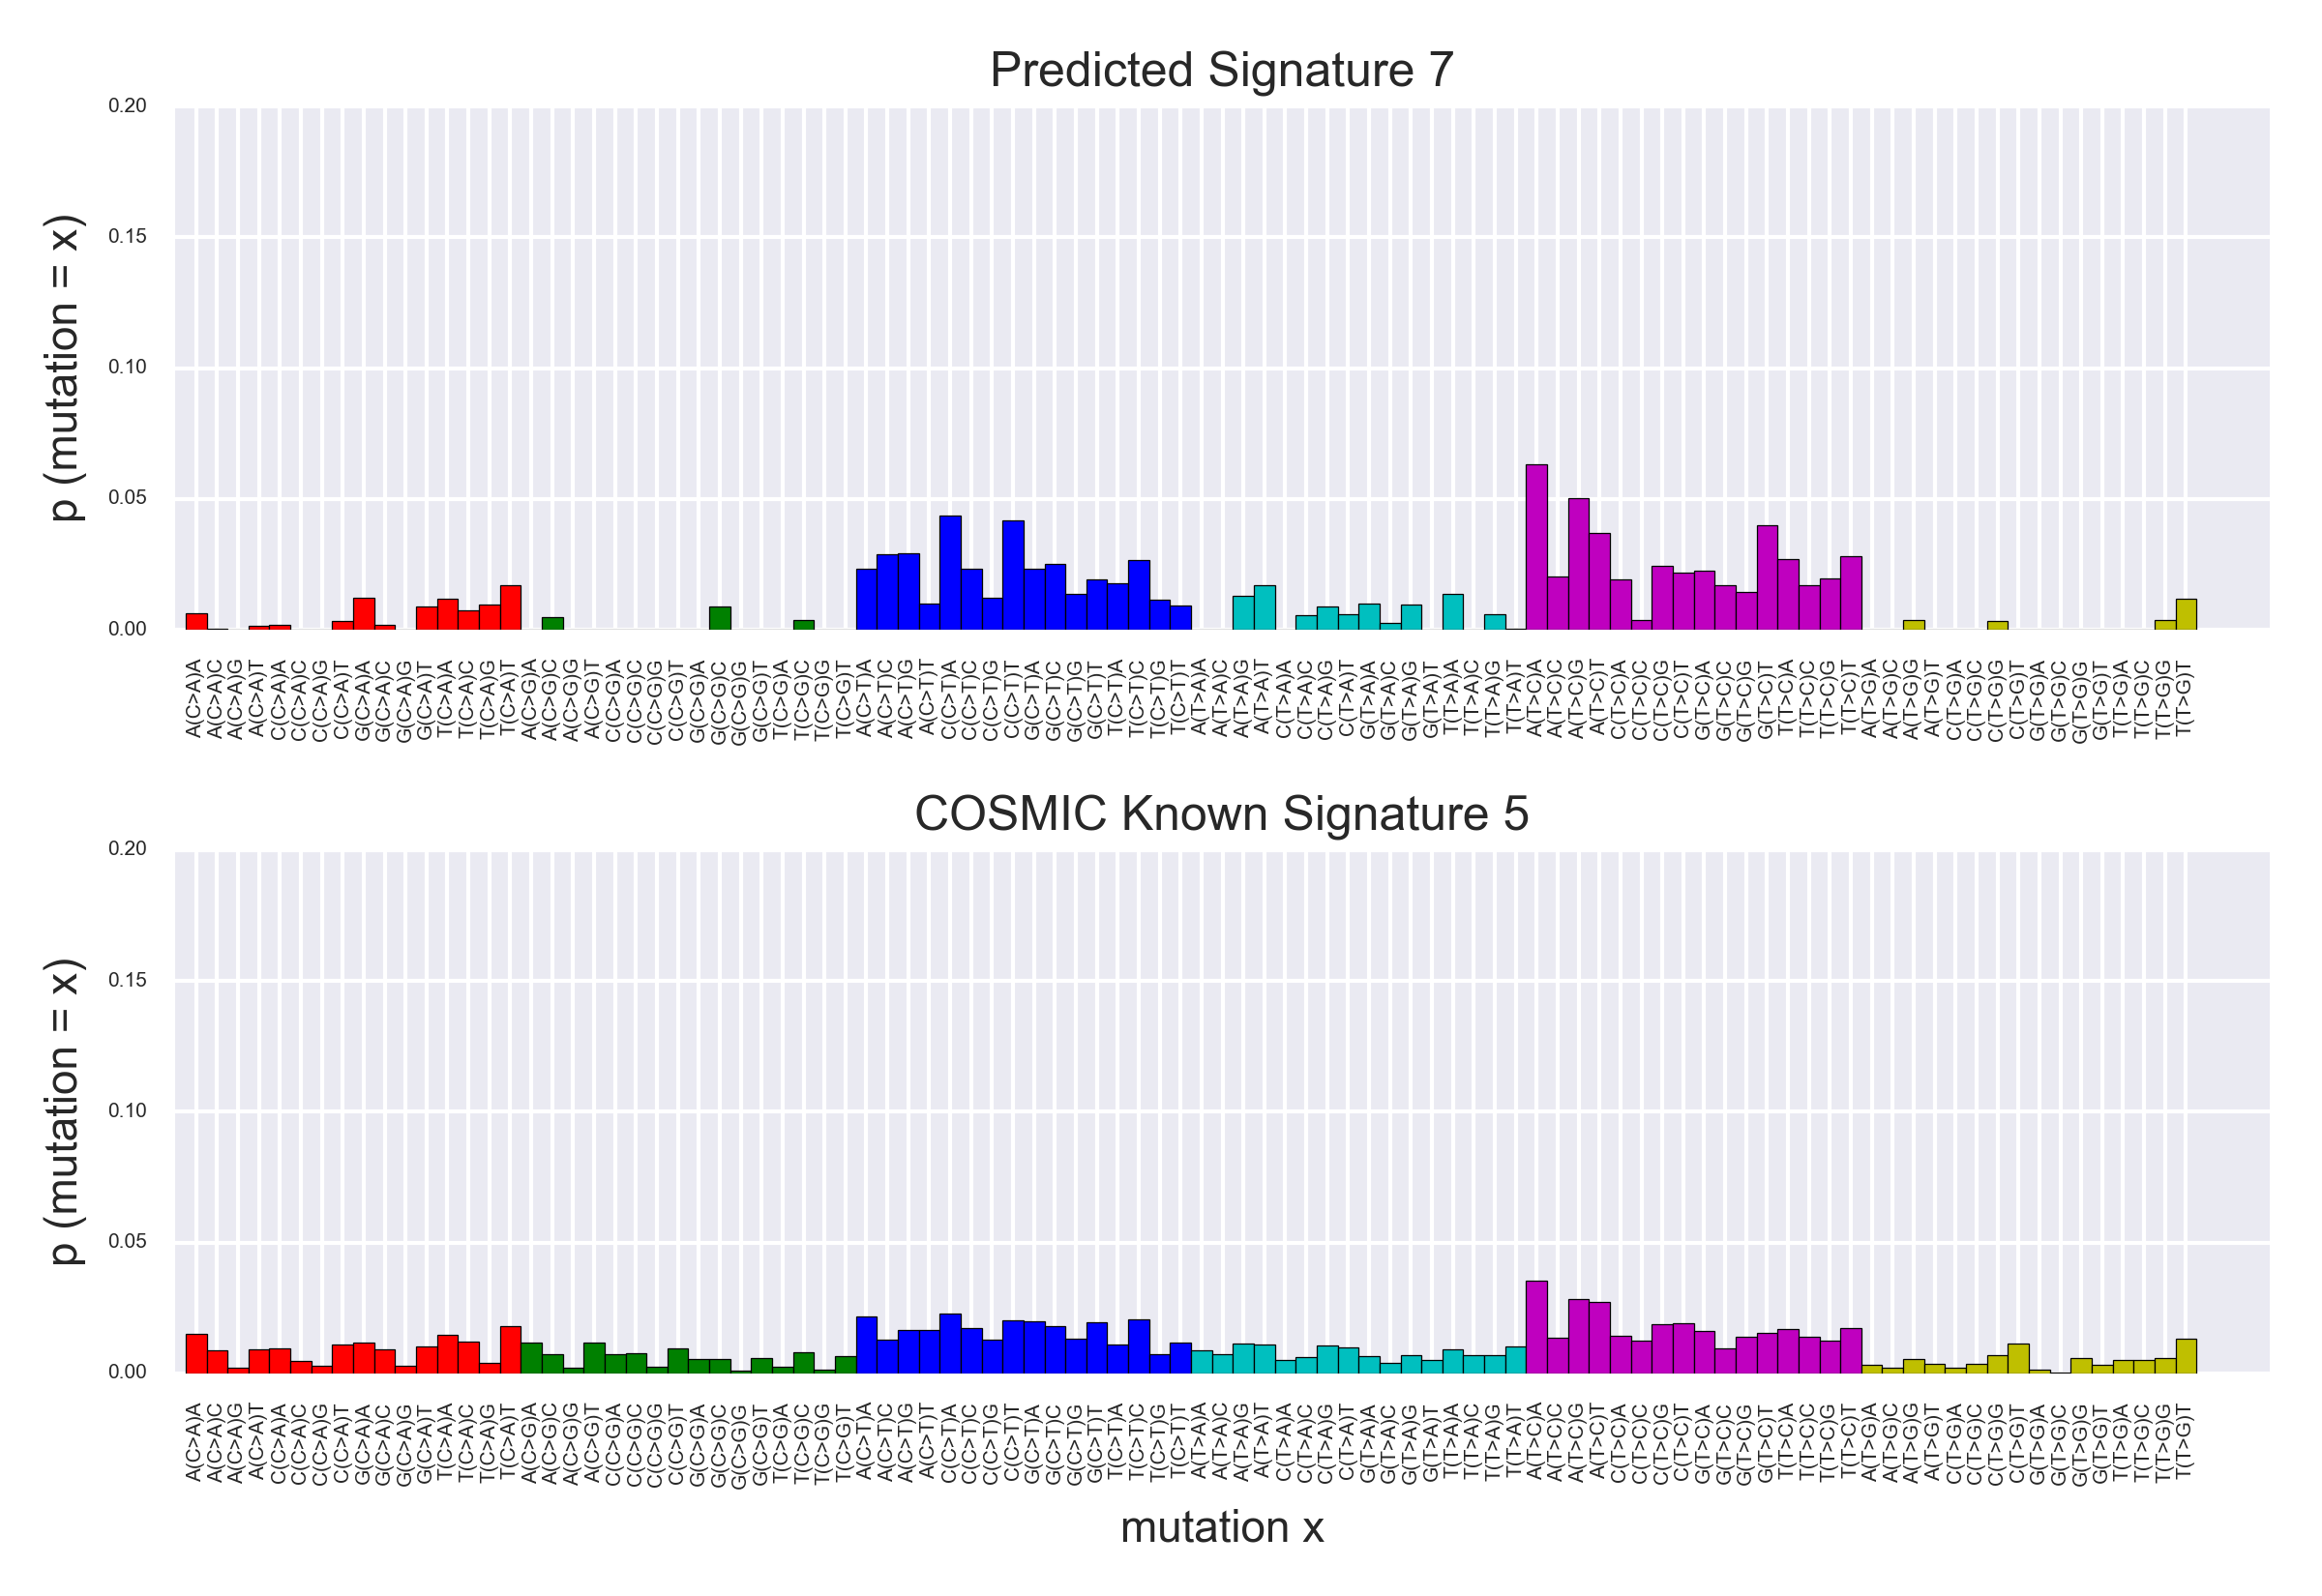 Predicted Signature 7
p (mutation = x)
0.20
0.15
0.10
0.05
0.00
A(C>A)A A(C>A)C A(C>A)G A(C>A)T C(C>A)A C(C>A)C C(C>A)G C(C>A)T G(C>A)A G(C>A)C G(C>A)G G(C>A)T T(C>A)A T(C>A)C T(C>A)G T(C>A)T A(C>G)A A(C>G)C A(C>G)G A(C>G)T C(C>G)A C(C>G)C C(C>G)G C(C>G)T G(C>G)A G(C>G)C G(C>G)G G(C>G)T T(C>G)A T(C>G)C T(C>G)G T(C>G)T A(C>T)A A(C>T)C A(C>T)G A(C>T)T C(C>T)A C(C>T)C C(C>T)G C(C>T)T G(C>T)A G(C>T)C G(C>T)G G(C>T)T T(C>T)A T(C>T)C T(C>T)G T(C>T)T A(T>A)A A(T>A)C A(T>A)G A(T>A)T C(T>A)A C(T>A)C C(T>A)G C(T>A)T G(T>A)A G(T>A)C G(T>A)G G(T>A)T T(T>A)A T(T>A)C T(T>A)G T(T>A)T A(T>C)A A(T>C)C A(T>C)G A(T>C)T C(T>C)A C(T>C)C C(T>C)G C(T>C)T G(T>C)A G(T>C)C G(T>C)G G(T>C)T T(T>C)A T(T>C)C T(T>C)G T(T>C)T A(T>G)A A(T>G)C A(T>G)G A(T>G)T C(T>G)A C(T>G)C C(T>G)G C(T>G)T G(T>G)A G(T>G)C G(T>G)G G(T>G)T T(T>G)A T(T>G)C T(T>G)G T(T>G)T
COSMIC Known Signature 5
p (mutation = x)
0.20
0.15
0.10
0.05
0.00
A(C>A)A A(C>A)C A(C>A)G A(C>A)T C(C>A)A C(C>A)C C(C>A)G C(C>A)T G(C>A)A G(C>A)C G(C>A)G G(C>A)T T(C>A)A T(C>A)C T(C>A)G T(C>A)T A(C>G)A A(C>G)C A(C>G)G A(C>G)T C(C>G)A C(C>G)C C(C>G)G C(C>G)T G(C>G)A G(C>G)C G(C>G)G G(C>G)T T(C>G)A T(C>G)C T(C>G)G T(C>G)T A(C>T)A A(C>T)C A(C>T)G A(C>T)T C(C>T)A C(C>T)C C(C>T)G C(C>T)T G(C>T)A G(C>T)C G(C>T)G G(C>T)T T(C>T)A T(C>T)C T(C>T)G T(C>T)T A(T>A)A A(T>A)C A(T>A)G A(T>A)T C(T>A)A C(T>A)C C(T>A)G C(T>A)T G(T>A)A G(T>A)C G(T>A)G G(T>A)T T(T>A)A T(T>A)C T(T>A)G T(T>A)T A(T>C)A A(T>C)C A(T>C)G A(T>C)T C(T>C)A C(T>C)C C(T>C)G C(T>C)T G(T>C)A G(T>C)C G(T>C)G G(T>C)T T(T>C)A T(T>C)C T(T>C)G T(T>C)T A(T>G)A A(T>G)C A(T>G)G A(T>G)T C(T>G)A C(T>G)C C(T>G)G C(T>G)T G(T>G)A G(T>G)C G(T>G)G G(T>G)T T(T>G)A T(T>G)C T(T>G)G T(T>G)T
mutation x